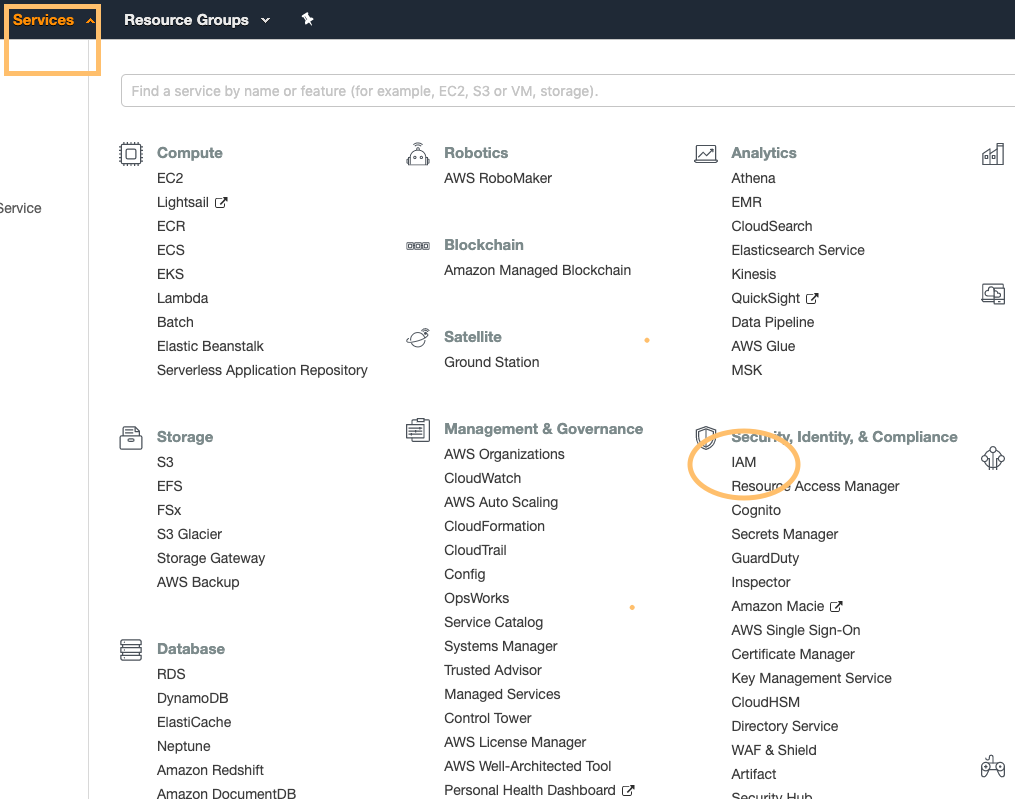 Services Resource Groups
Find a service by name or feature (for example, EC2, S3 or VM, storage).
Service
Compute
EC2
Lightsail
ECR
ECS
EKS
Lambda
Batch
Elastic Beanstalk
Serverless Application Repository
Storage
S3
EFS
FSx
S3 Glacier
Storage Gateway
AWS Backup
Database
RDS
DynamoDB
ElastiCache
Neptune
Amazon Redshift
Amazon DocumentDB
Robotics
AWS RoboMaker
Blockchain
Amazon Managed Blockchain
Satellite
Ground Station
Management & Governance
AWS Organizations
CloudWatch
AWS Auto Scaling
CloudFormation
CloudTrail
Config
OpsWorks
Service Catalog
Systems Manager
Trusted Advisor
Managed Services
Control Tower
AWS License Manager
AWS Well-Architected Tool
Personal Health Dashboard
Analytics
Athena
EMR
CloudSearch
Elasticsearch Service
Kinesis
QuickSight
Data Pipeline
AWS Glue
MSK
Security, Identity, & Compliance
IAM
Resource Access Manager
Cognito
Secrets Manager
GuardDuty
Inspector
Amazon Macie
AWS Single Sign-On
Certificate Manager
Key Management Service
CloudHSM
Directory Service
WAF & Shield
Artifact
Security Hub